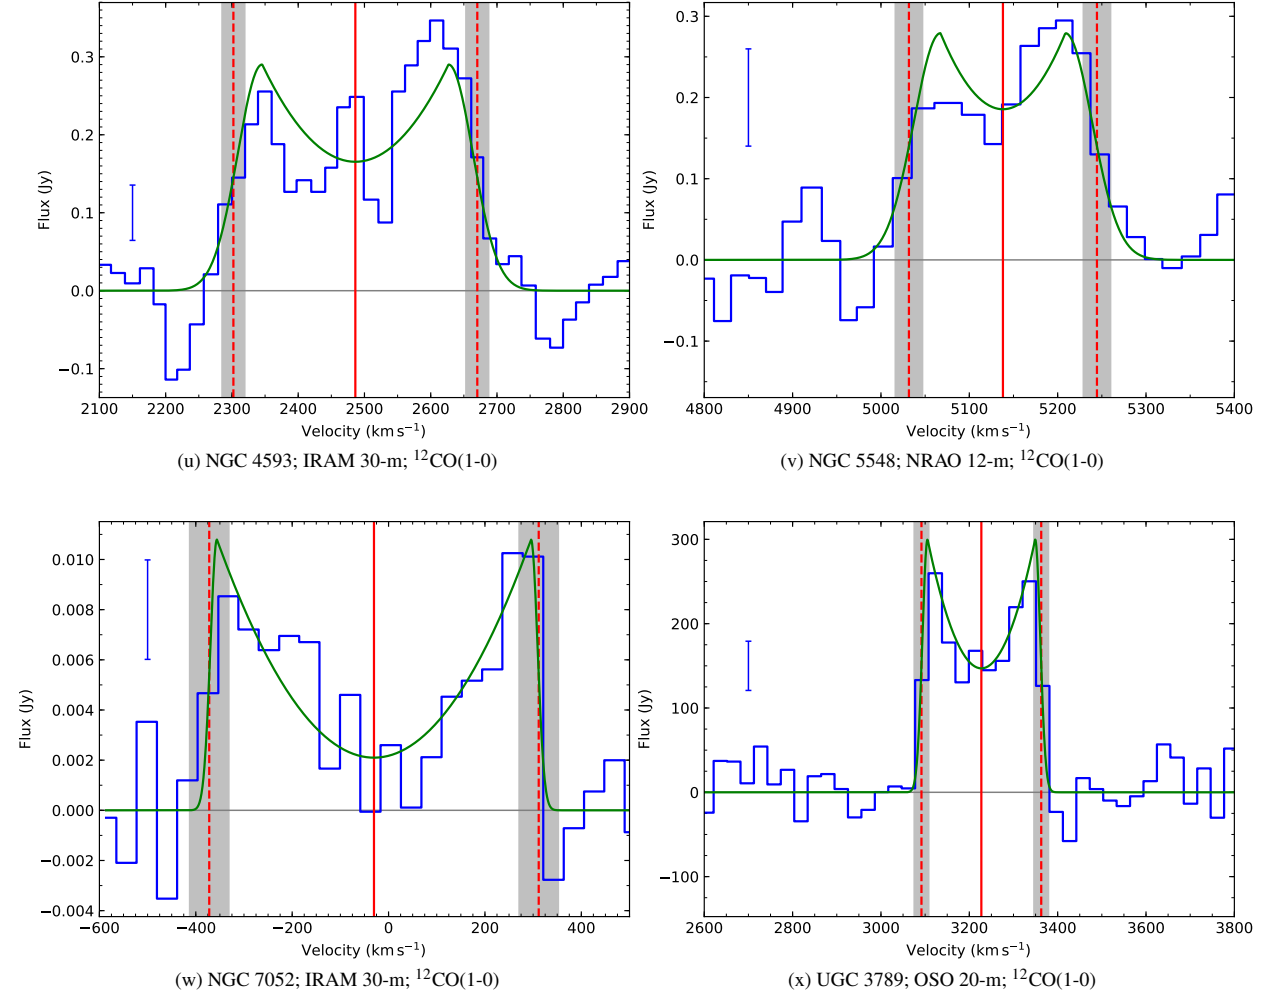 0.3
0.2
0.1
0.0
−0.1
Flux (Jy)
2100 2200 2300 2400 2500 2600 2700 2800 2900
Velocity (km s⁻¹)
(u) NGC 4593; IRAM 30-m; ¹²CO(1-0)
0.3
0.2
0.1
0.0
−0.1
Flux (Jy)
4800 4900 5000 5100 5200 5300 5400
Velocity (km s⁻¹)
(v) NGC 5548; NRAO 12-m; ¹²CO(1-0)
0.010
0.008
0.006
0.004
0.002
0.000
−0.002
−0.004
Flux (Jy)
−600 −400 −200 0 200 400
Velocity (km s⁻¹)
(w) NGC 7052; IRAM 30-m; ¹²CO(1-0)
300
200
100
0
−100
Flux (Jy)
2600 2800 3000 3200 3400 3600 3800
Velocity (km s⁻¹)
(x) UGC 3789; OSO 20-m; ¹²CO(1-0)